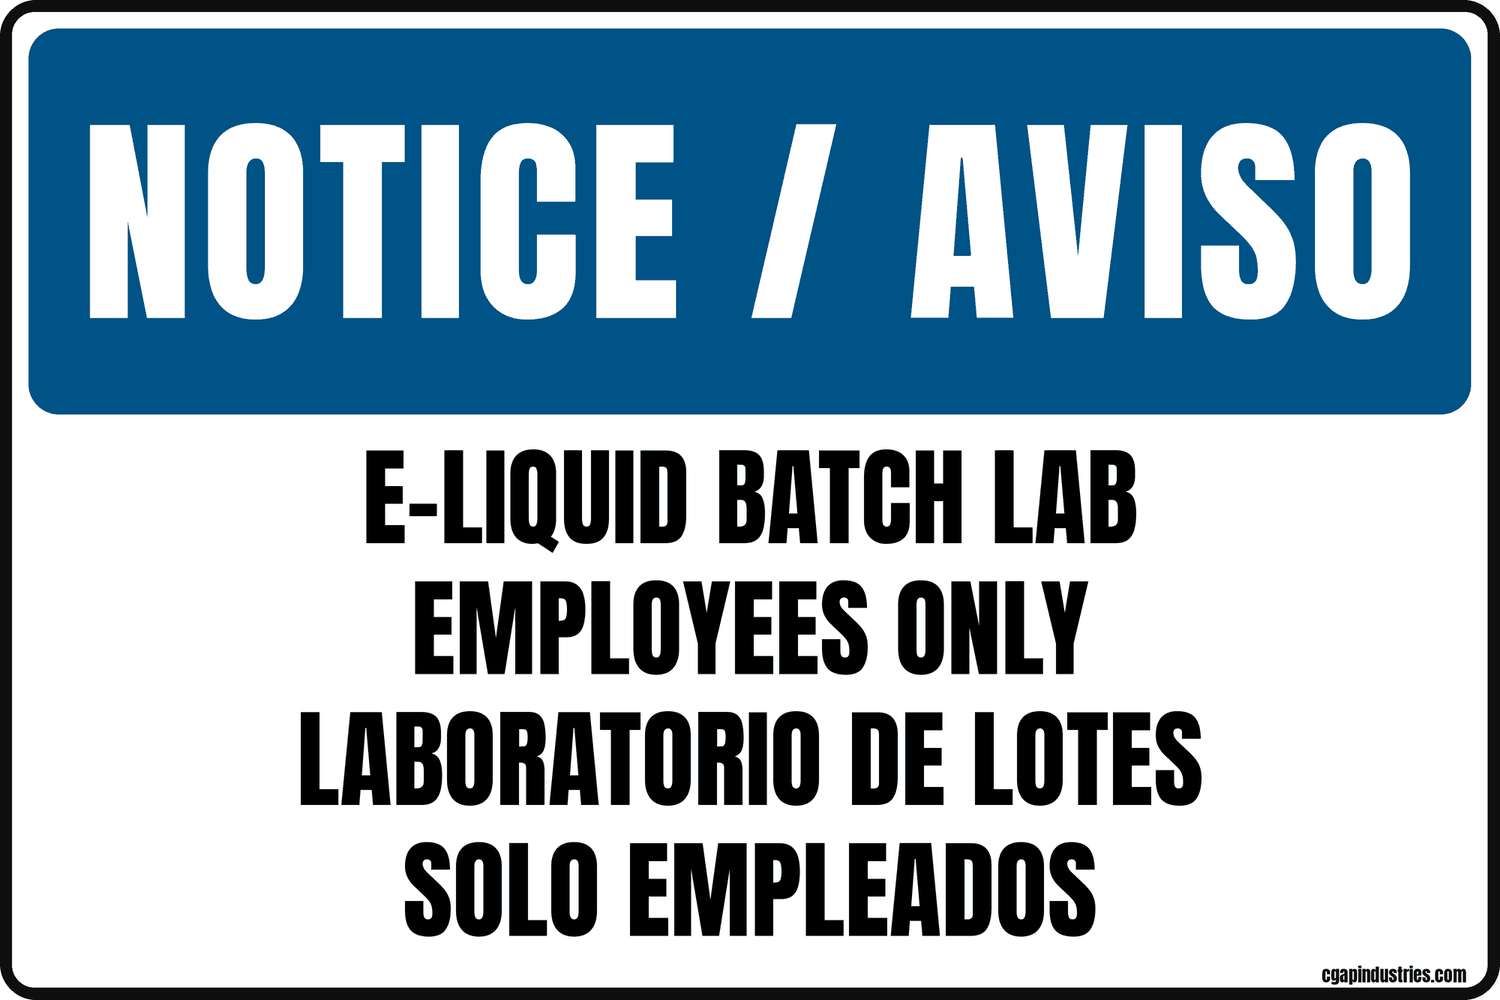 NOTICE / AVISO
E-LIQUID BATCH LAB
EMPLOYEES ONLY
LABORATORIO DE LOTES
SOLO EMPLEADOS
cgapindustries.com